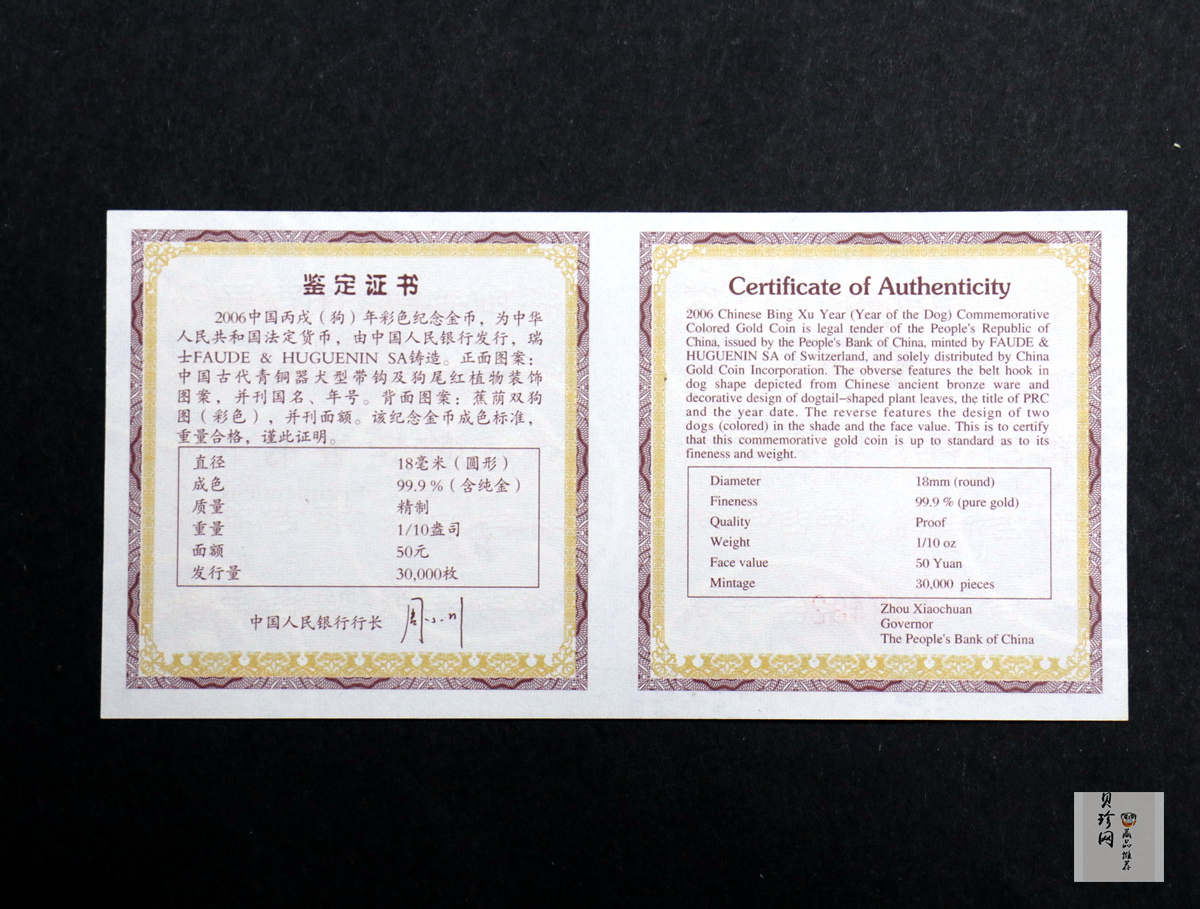 鉴定证书
2006中国丙戌（狗）年彩色纪念金币，为中华
人民共和国法定货币，由中国人民银行发行，瑞
士FAUDE & HUGUENIN SA铸造。正面图案：
中国古代青铜器犬型带钩及狗尾红植物装饰
图案，并刊国名、年号。背面图案：蕉荫双狗
图（彩色），并刊面额。该纪念金币成色标准，
重量合格，谨此证明。
直径 18毫米（圆形）
成色 99.9％（含纯金）
质量 精制
重量 1/10盎司
面额 50元
发行量 30,000枚
中国人民银行行长 周小川
Certificate of Authenticity
2006 Chinese Bing Xu Year (Year of the Dog) Commemorative
Colored Gold Coin is legal tender of the People's Republic of
China, issued by the People's Bank of China, minted by FAUDE &
HUGUENIN SA of Switzerland, and solely distributed by China
Gold Coin Incorporation. The obverse features the belt hook in
dog shape depicted from Chinese ancient bronze ware and
decorative design of dogtail-shaped plant leaves, the title of PRC
and the year date. The reverse features the design of two
dogs (colored) in the shade and the face value. This is to certify
that this commemorative gold coin is up to standard as to its
fineness and weight.
Diameter 18mm (round)
Fineness 99.9 % (pure gold)
Quality Proof
Weight 1/10 oz
Face value 50 Yuan
Mintage 30,000 pieces
Zhou Xiaochuan
Governor
The People's Bank of China
贝珍网
藏品推荐